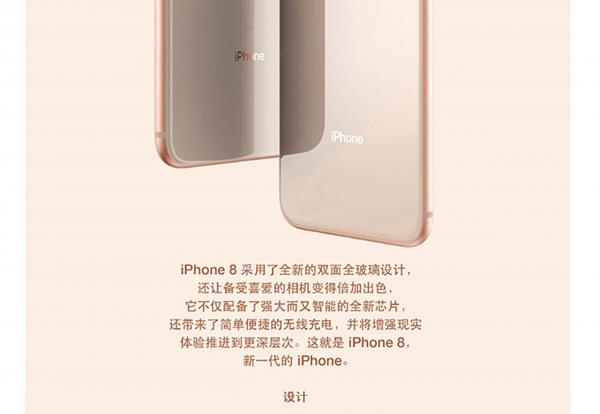 iPhone
iPhone
iPhone 8 采用了全新的双面全玻璃设计，
还让备受喜爱的相机变得倍加出色，
它不仅配备了强大而又智能的全新芯片，
还带来了简单便捷的无线充电，并将增强现实
体验推进到更深层次。这就是 iPhone 8，
新一代的 iPhone。
设计